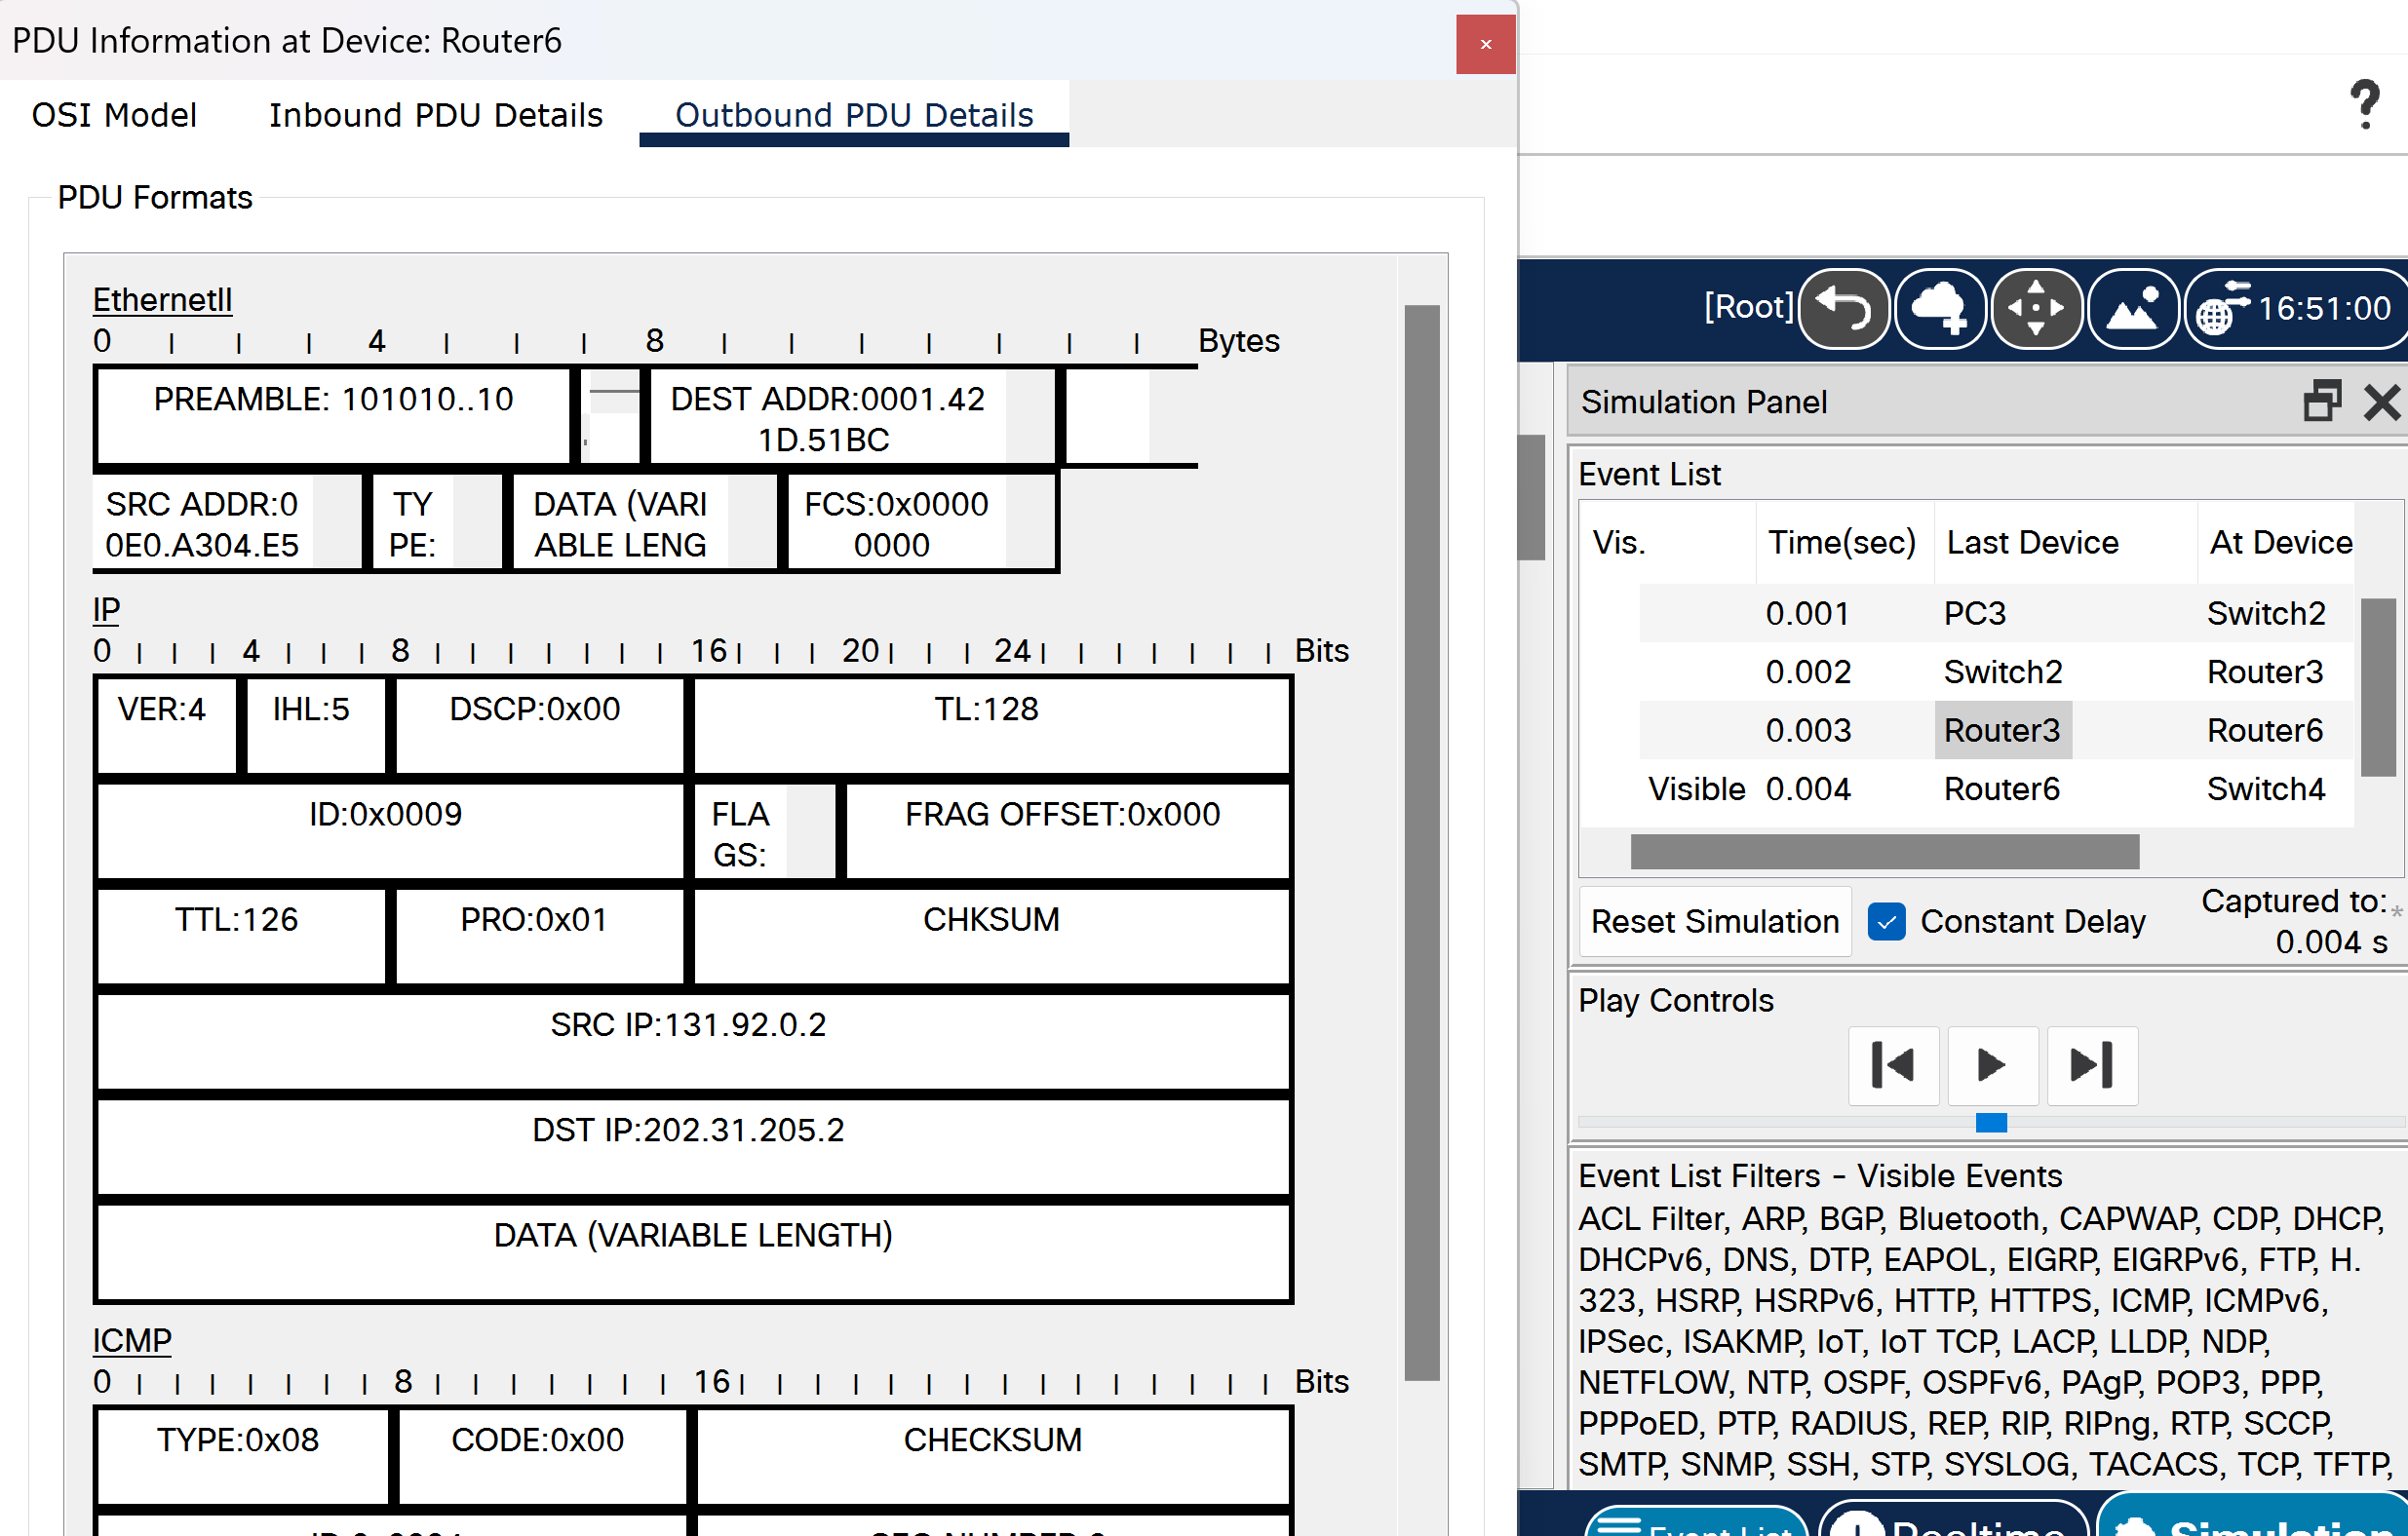 PDU Information at Device: Router6
OSI Model Inbound PDU Details Outbound PDU Details
PDU Formats
EthernetII
0 4 8 Bytes
PREAMBLE: 101010..10
DEST ADDR:0001.42
1D.51BC
SRC ADDR:0
0E0.A304.E5
TY
PE:
DATA (VARI
ABLE LENG
FCS:0x0000
0000
IP
0 4 8 16 20 24 Bits
VER:4 IHL:5 DSCP:0x00 TL:128
ID:0x0009
FLA
GS:
FRAG OFFSET:0x000
TTL:126 PRO:0x01 CHKSUM
SRC IP:131.92.0.2
DST IP:202.31.205.2
DATA (VARIABLE LENGTH)
ICMP
0 8 16 Bits
TYPE:0x08 CODE:0x00 CHECKSUM
?
[Root] 16:51:00
Simulation Panel
Event List
Vis. Time(sec) Last Device At Device
0.001 PC3 Switch2
0.002 Switch2 Router3
0.003 Router3 Router6
Visible 0.004 Router6 Switch4
Reset Simulation Constant Delay
Captured to:*
0.004 s
Play Controls
Event List Filters - Visible Events
ACL Filter, ARP, BGP, Bluetooth, CAPWAP, CDP, DHCP,
DHCPv6, DNS, DTP, EAPOL, EIGRP, EIGRPv6, FTP, H.
323, HSRP, HSRPv6, HTTP, HTTPS, ICMP, ICMPv6,
IPSec, ISAKMP, IoT, IoT TCP, LACP, LLDP, NDP,
NETFLOW, NTP, OSPF, OSPFv6, PAgP, POP3, PPP,
PPPoED, PTP, RADIUS, REP, RIP, RIPng, RTP, SCCP,
SMTP, SNMP, SSH, STP, SYSLOG, TACACS, TCP, TFTP,
Event List Realtime Simulation